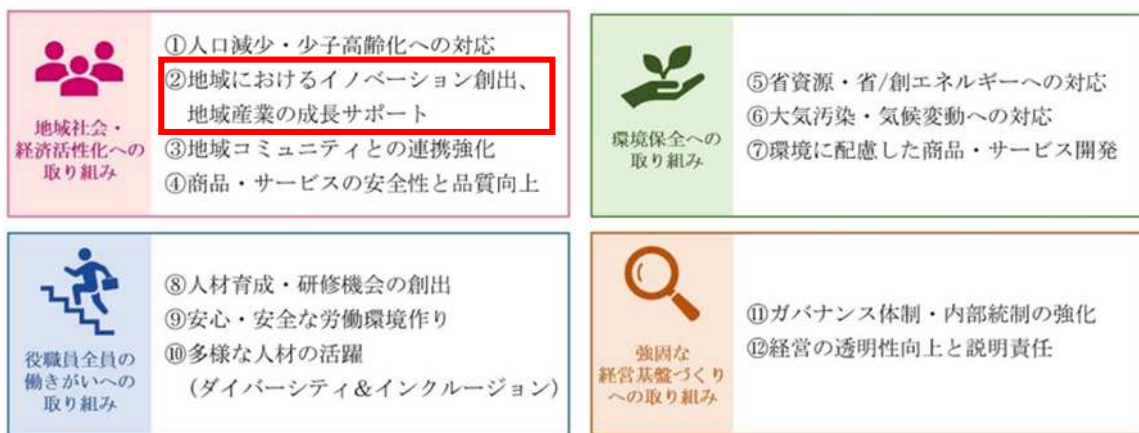 地域社会・
経済活性化への
取り組み
①人口減少・少子高齢化への対応
②地域におけるイノベーション創出、
地域産業の成長サポート
③地域コミュニティとの連携強化
④商品・サービスの安全性と品質向上
環境保全への
取り組み
⑤省資源・省/創エネルギーへの対応
⑥大気汚染・気候変動への対応
⑦環境に配慮した商品・サービス開発
役職員全員の
働きがいへの
取り組み
⑧人材育成・研修機会の創出
⑨安心・安全な労働環境作り
⑩多様な人材の活躍
(ダイバーシティ&インクルージョン)
強固な
経営基盤づくり
への取り組み
⑪ガバナンス体制・内部統制の強化
⑫経営の透明性向上と説明責任